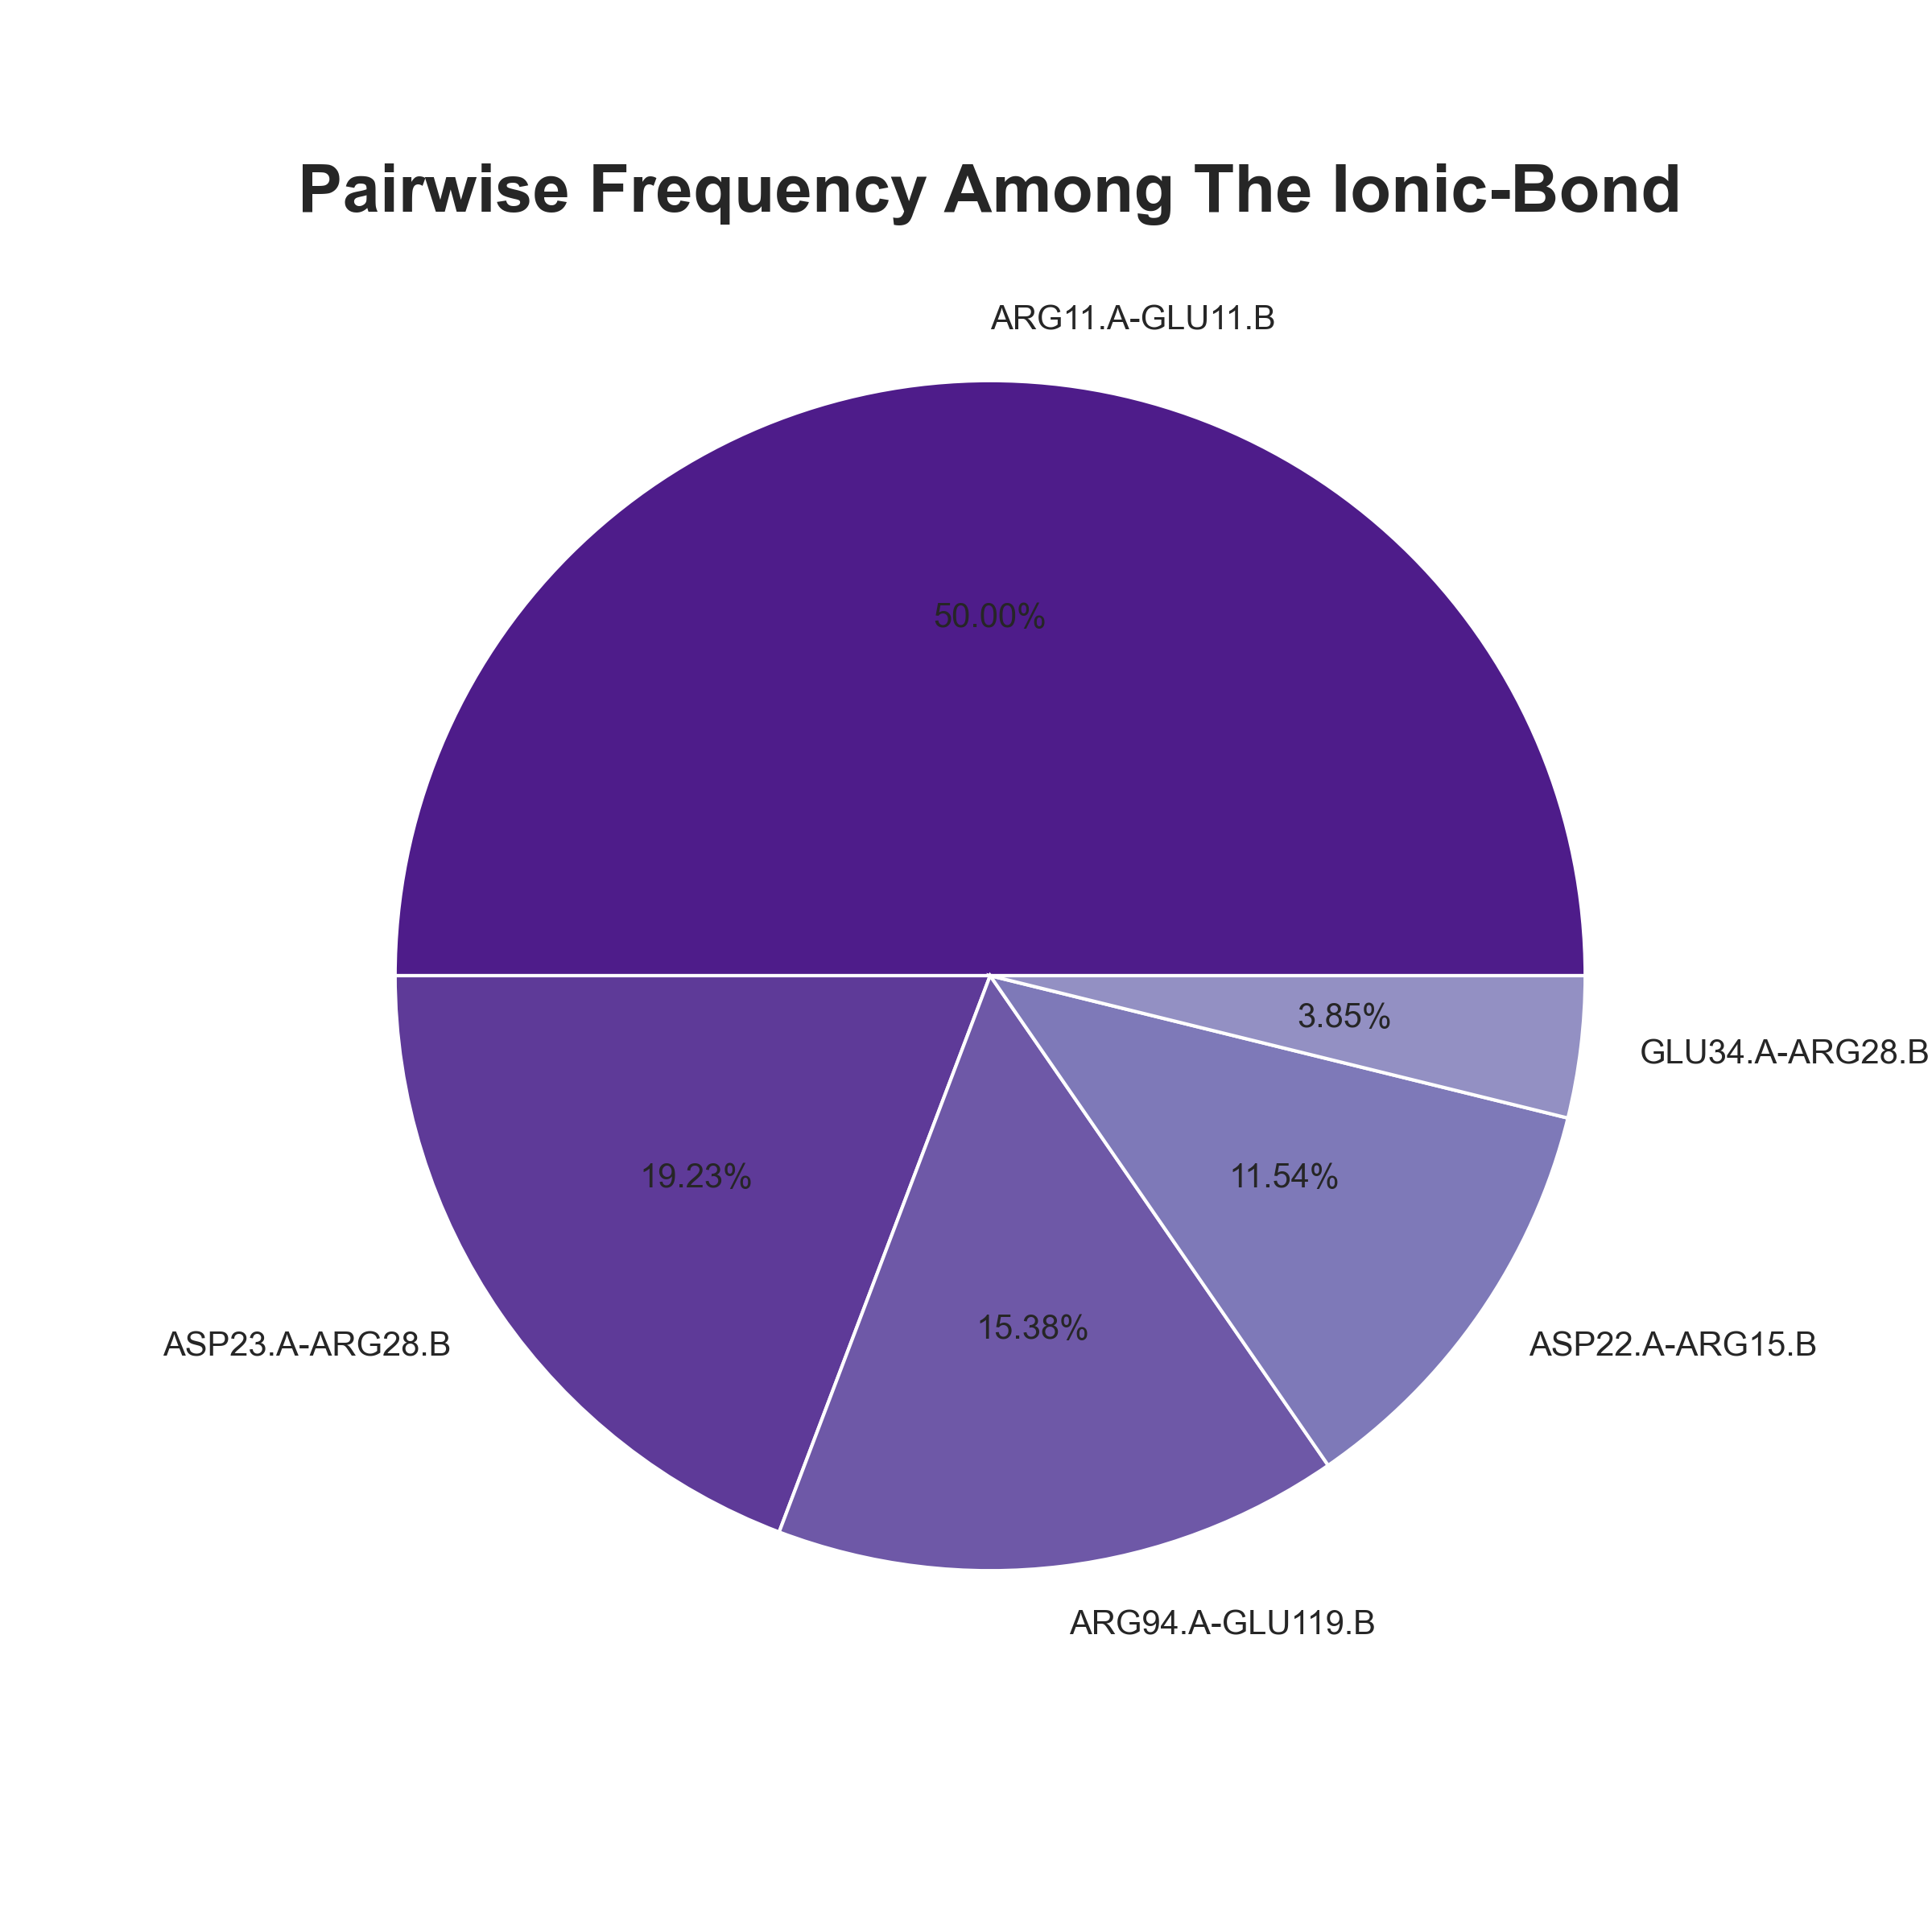 Pairwise Frequency Among The Ionic-Bond
ARG11.A-GLU11.B
50.00%
3.85%
GLU34.A-ARG28.B
19.23%
11.54%
15.38%
ASP23.A-ARG28.B
ASP22.A-ARG15.B
ARG94.A-GLU119.B